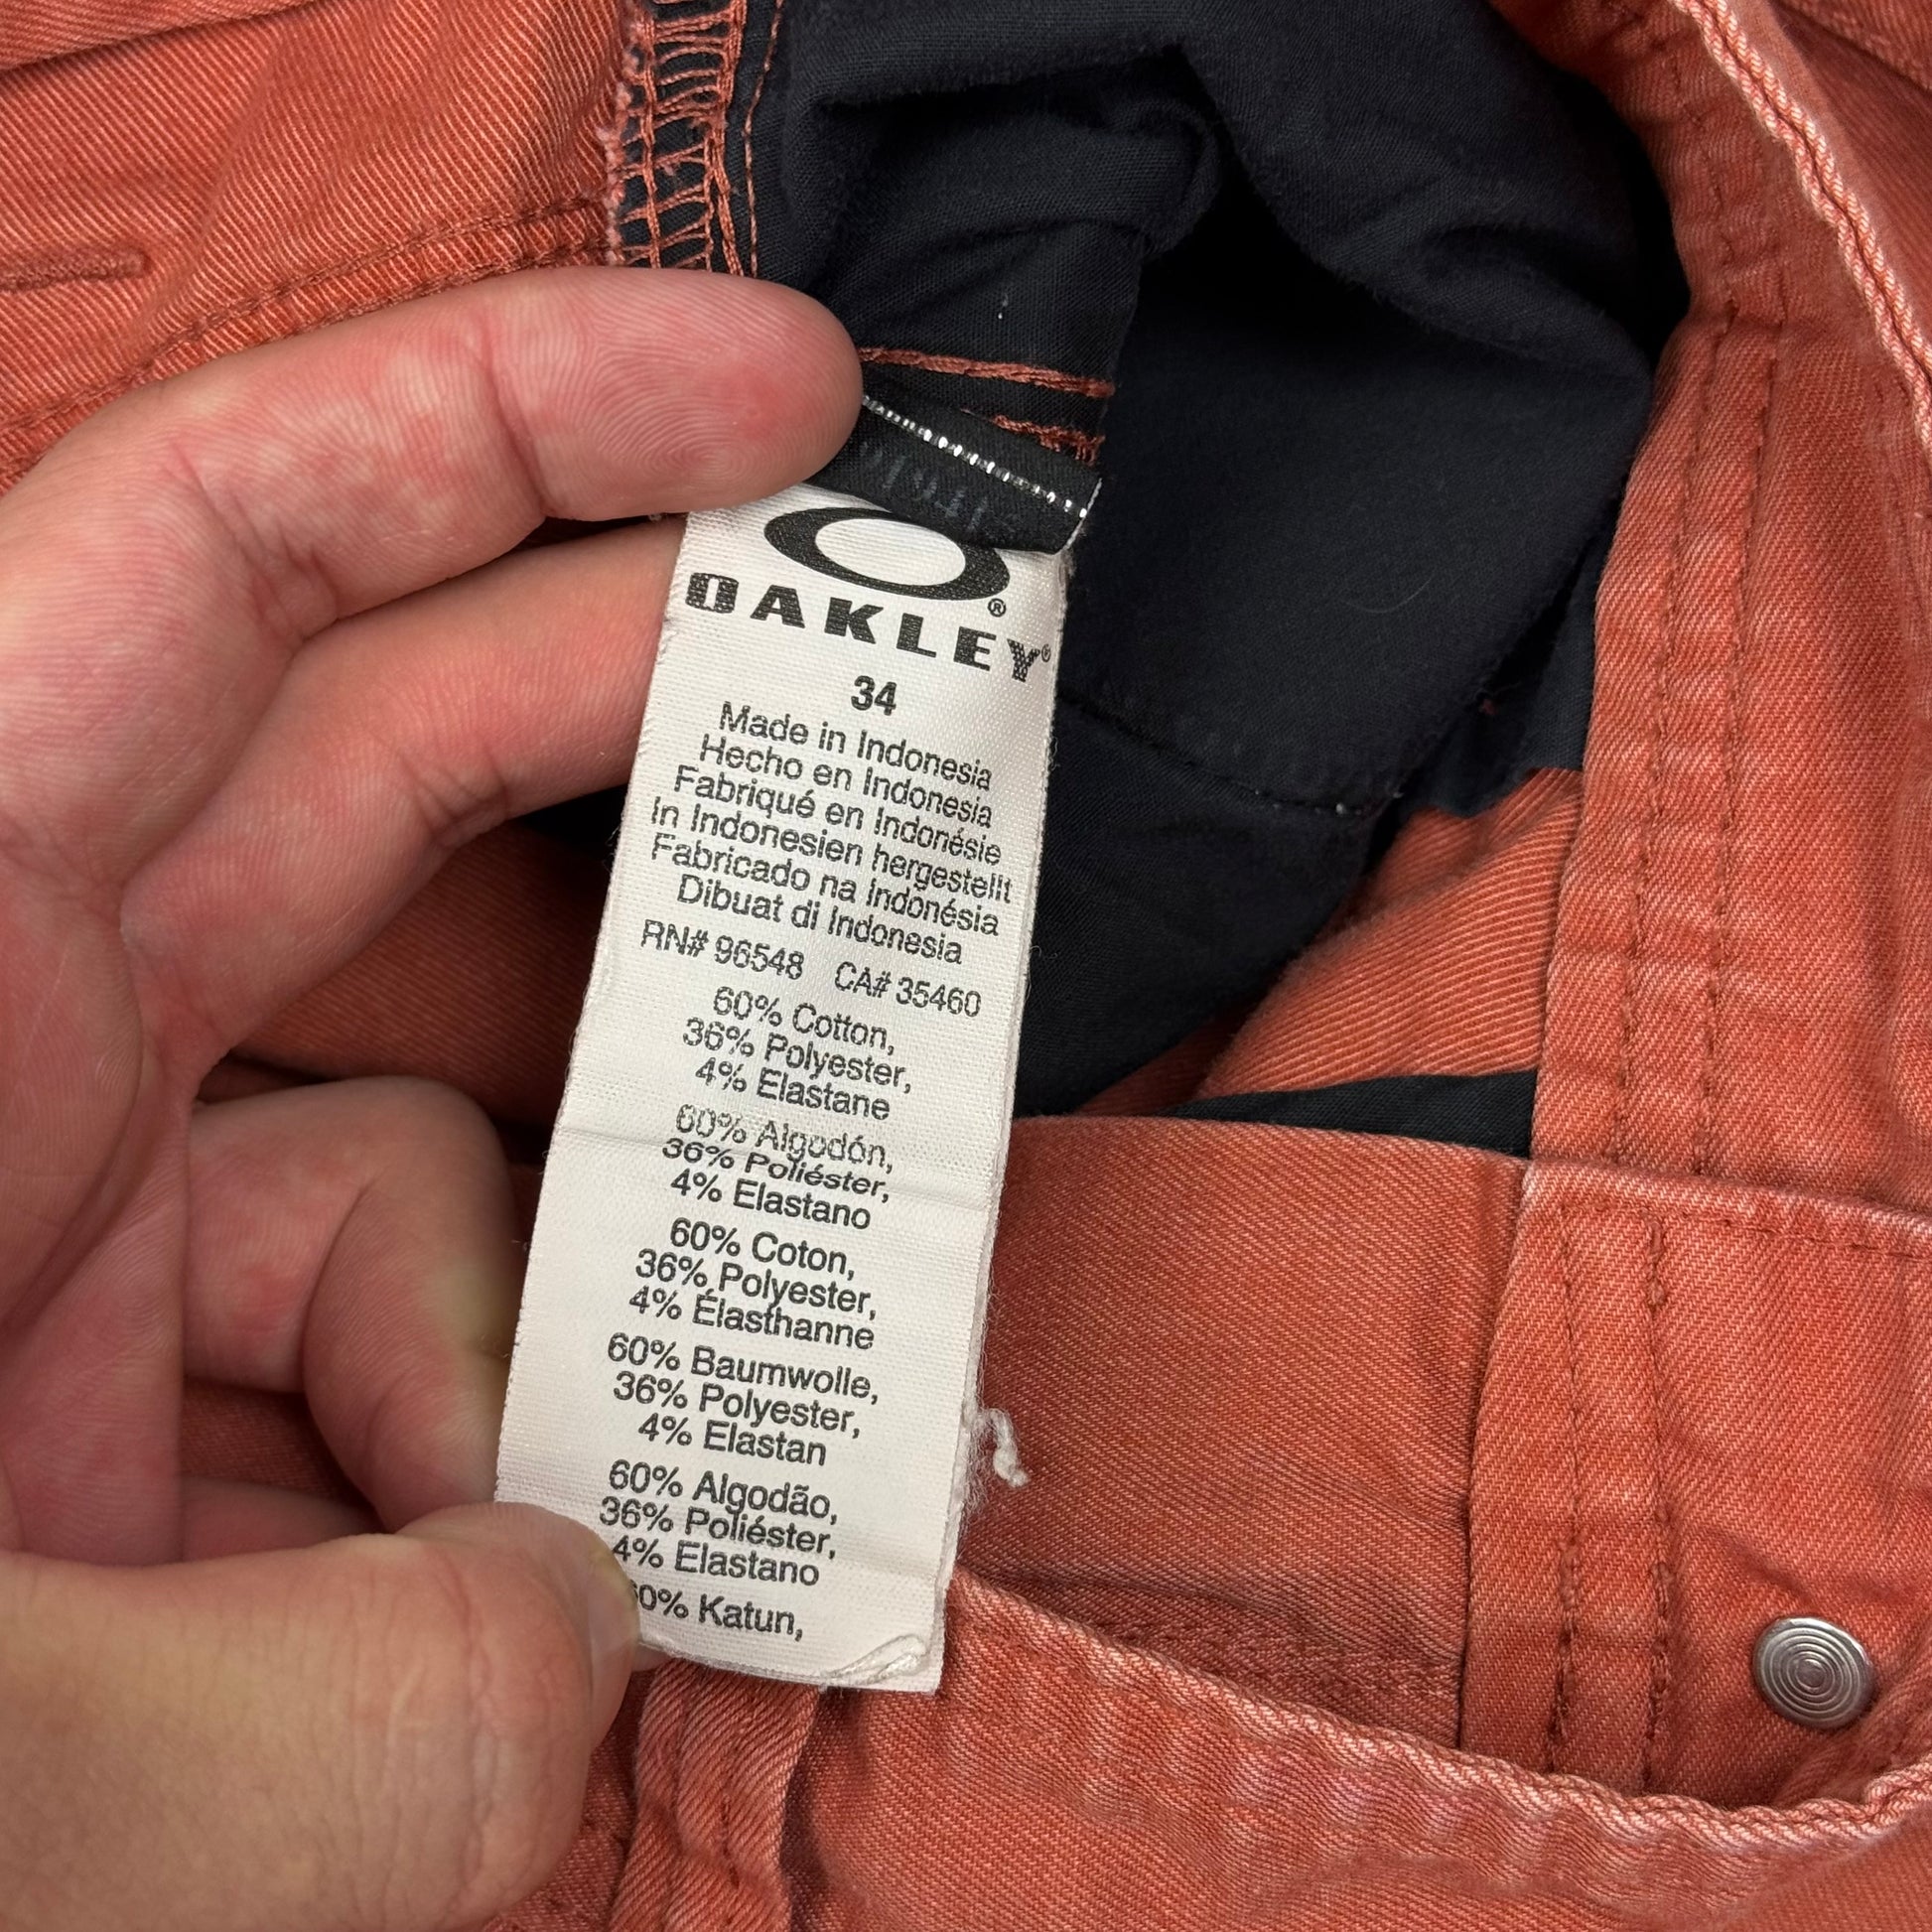 OAKLEY®
34
Made in Indonesia
Hecho en Indonesia
Fabriqué en Indonésie
In Indonesien hergestellt
Fabricado na Indonésia
Dibuat di Indonesia
RN# 96548 CA# 35460
60% Cotton,
36% Polyester,
4% Elastane
60% Algodón,
36% Poliéster,
4% Elastano
60% Coton,
36% Polyester,
4% Élasthanne
60% Baumwolle,
36% Polyester,
4% Elastan
60% Algodão,
36% Poliéster,
4% Elastano
60% Katun,